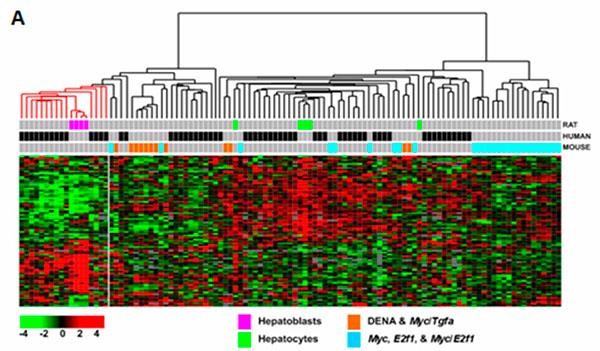 A
RAT
HUMAN
MOUSE
-4 -2 0 2 4
Hepatoblasts
Hepatocytes
DENA & Myc/Tgfa
Myc, E2f1, & Myc/E2f1